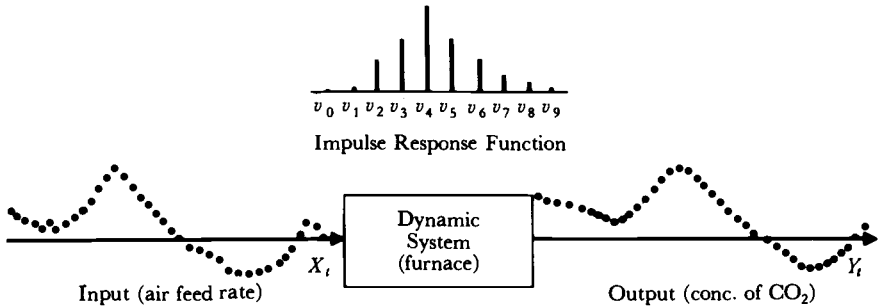 v₀ v₁ v₂ v₃ v₄ v₅ v₆ v₇ v₈ v₉
Impulse Response Function
Dynamic
System
(furnace)
Xₜ
Yₜ
Input (air feed rate)
Output (conc. of CO₂)